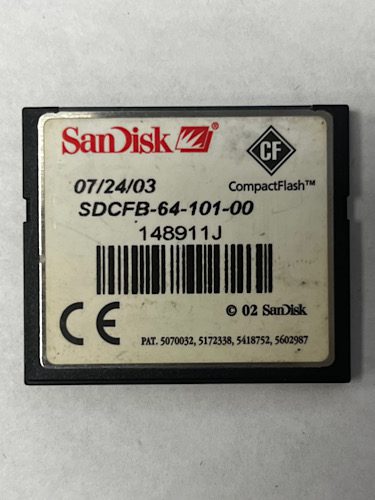 SanDisk®
CF
07/24/03
CompactFlash™
SDCFB-64-101-00
148911J
CE
© 02 SanDisk
PAT. 5070032, 5172338, 5418752, 5602987